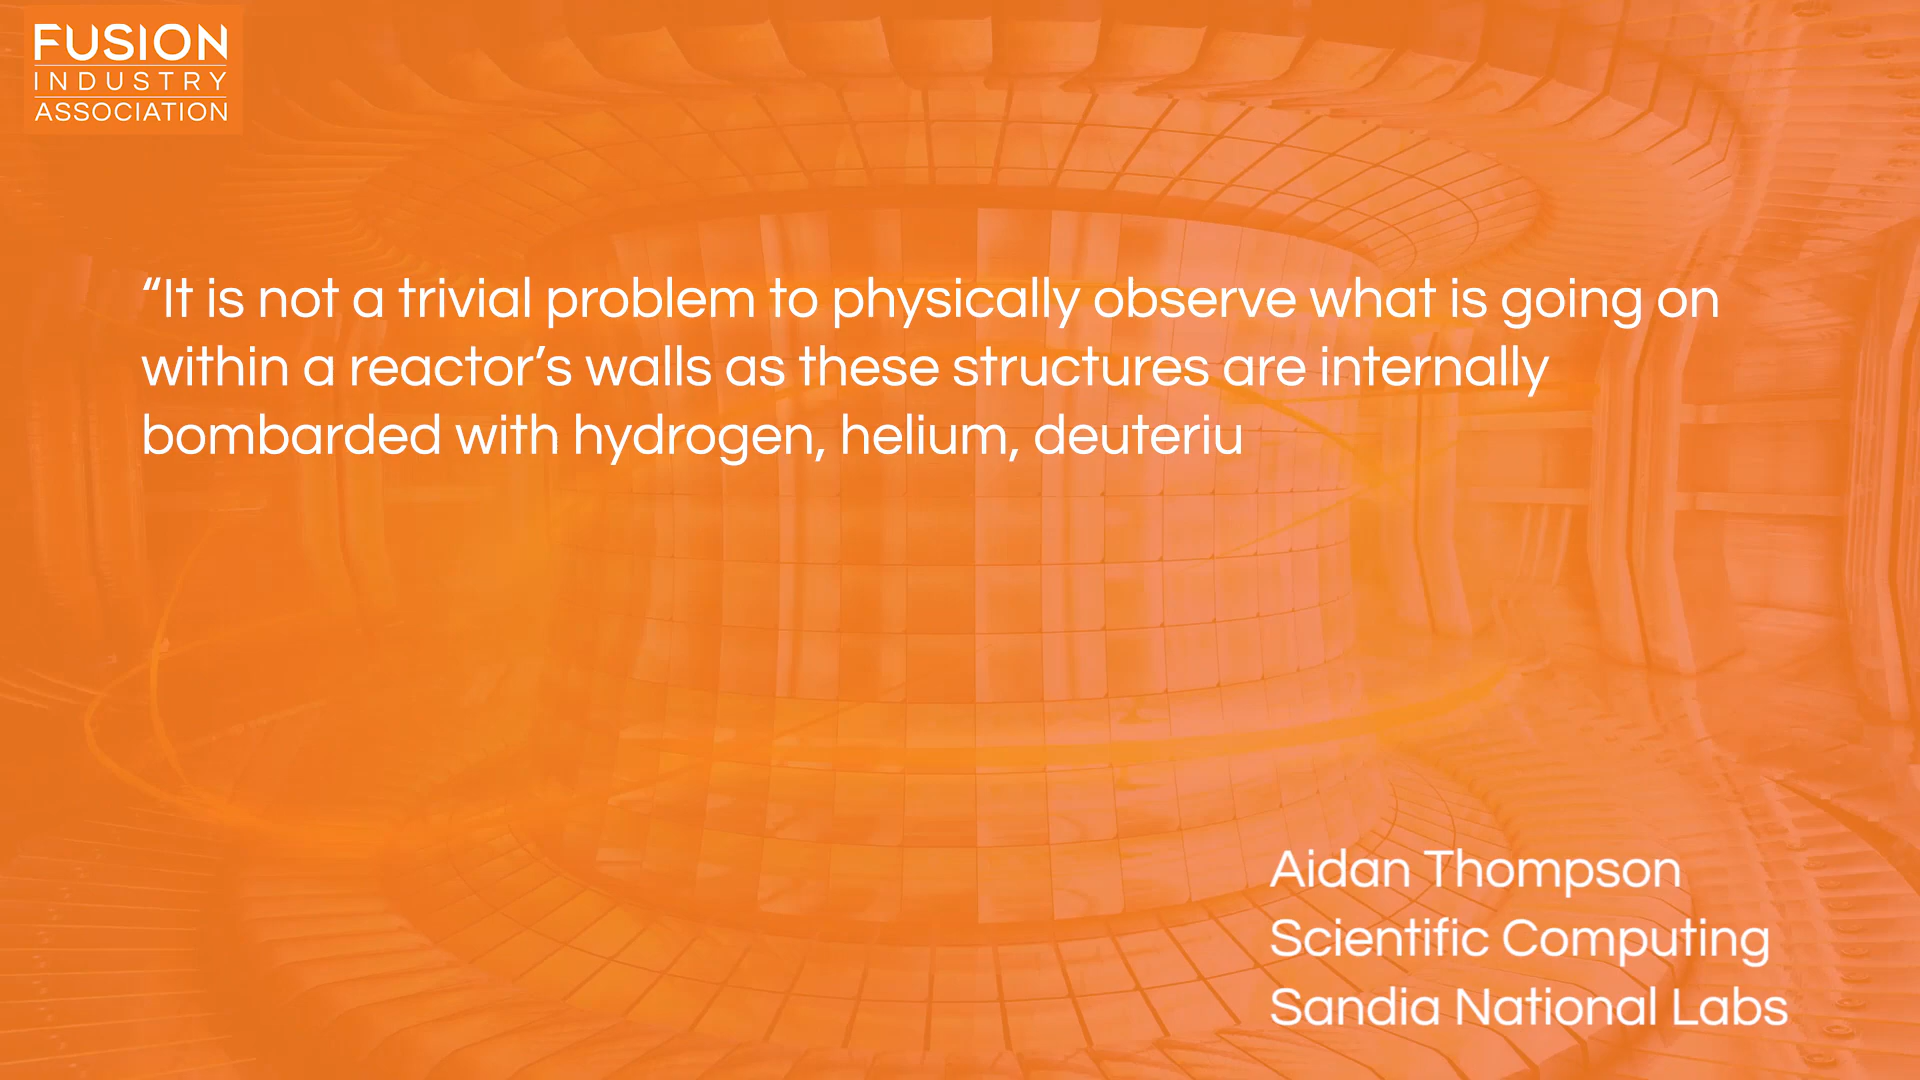 FUSION
INDUSTRY
ASSOCIATION
“It is not a trivial problem to physically observe what is going on
within a reactor’s walls as these structures are internally
bombarded with hydrogen, helium, deuteriu
Aidan Thompson
Scientific Computing
Sandia National Labs